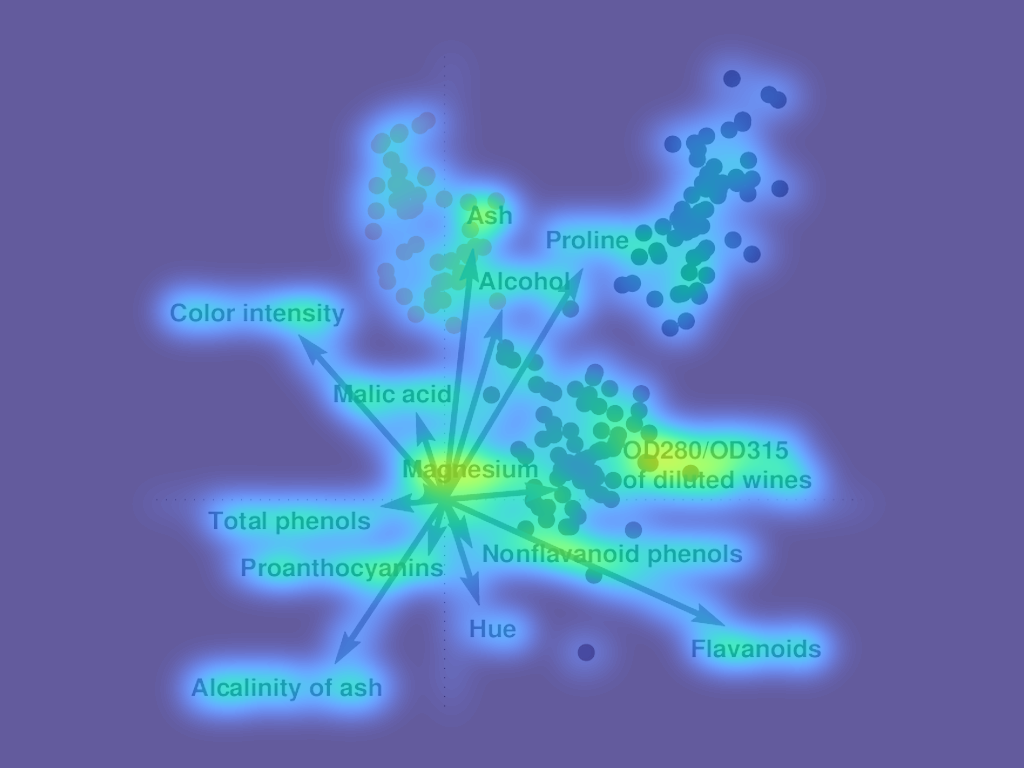 Ash
Proline
Alcohol
Color intensity
Malic acid
OD280/OD315
of diluted wines
Magnesium
Total phenols
Nonflavanoid phenols
Proanthocyanins
Hue
Flavanoids
Alcalinity of ash